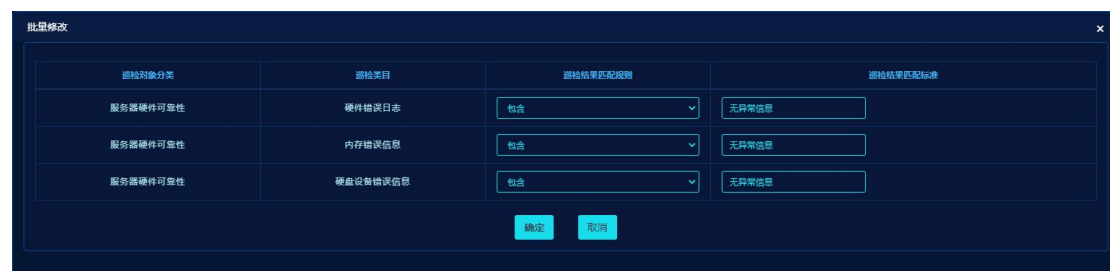 批量修改 ×
巡检对象分类 巡检类目 巡检结果匹配规则 巡检结果匹配标准
服务器硬件可靠性 硬件错误日志 包含 无异常信息
服务器硬件可靠性 内存错误信息 包含 无异常信息
服务器硬件可靠性 硬盘设备错误信息 包含 无异常信息
确定 取消